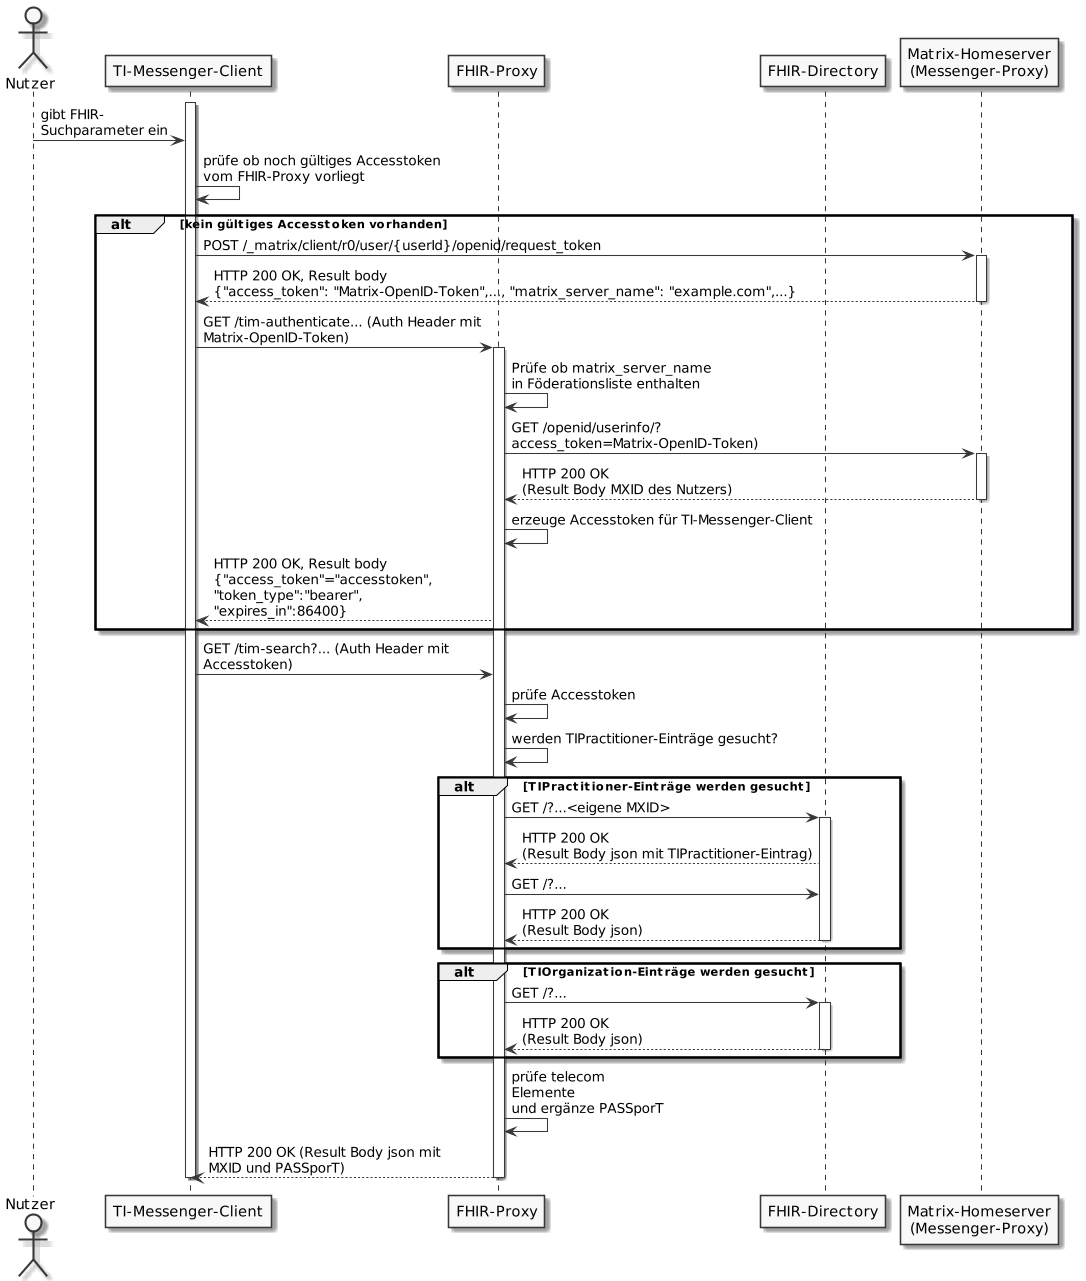 Nutzer
TI-Messenger-Client
FHIR-Proxy
FHIR-Directory
Matrix-Homeserver
(Messenger-Proxy)
gibt FHIR-
Suchparameter ein
prüfe ob noch gültiges Accesstoken
vom FHIR-Proxy vorliegt
alt
[kein gültiges Accesstoken vorhanden]
POST /_matrix/client/r0/user/{userId}/openid/request_token
HTTP 200 OK, Result body
{"access_token": "Matrix-OpenID-Token",..., "matrix_server_name": "example.com",...}
GET /tim-authenticate... (Auth Header mit
Matrix-OpenID-Token)
Prüfe ob matrix_server_name
in Föderationsliste enthalten
GET /openid/userinfo/?
access_token=Matrix-OpenID-Token)
HTTP 200 OK
(Result Body MXID des Nutzers)
erzeuge Accesstoken für TI-Messenger-Client
HTTP 200 OK, Result body
{"access_token"="accesstoken",
"token_type":"bearer",
"expires_in":86400}
GET /tim-search?... (Auth Header mit
Accesstoken)
prüfe Accesstoken
werden TIPractitioner-Einträge gesucht?
alt
[TIPractitioner-Einträge werden gesucht]
GET /?...<eigene MXID>
HTTP 200 OK
(Result Body json mit TIPractitioner-Eintrag)
GET /?...
HTTP 200 OK
(Result Body json)
alt
[TIOrganization-Einträge werden gesucht]
GET /?...
HTTP 200 OK
(Result Body json)
prüfe telecom
Elemente
und ergänze PASSporT
HTTP 200 OK (Result Body json mit
MXID und PASSporT)
Nutzer
TI-Messenger-Client
FHIR-Proxy
FHIR-Directory
Matrix-Homeserver
(Messenger-Proxy)